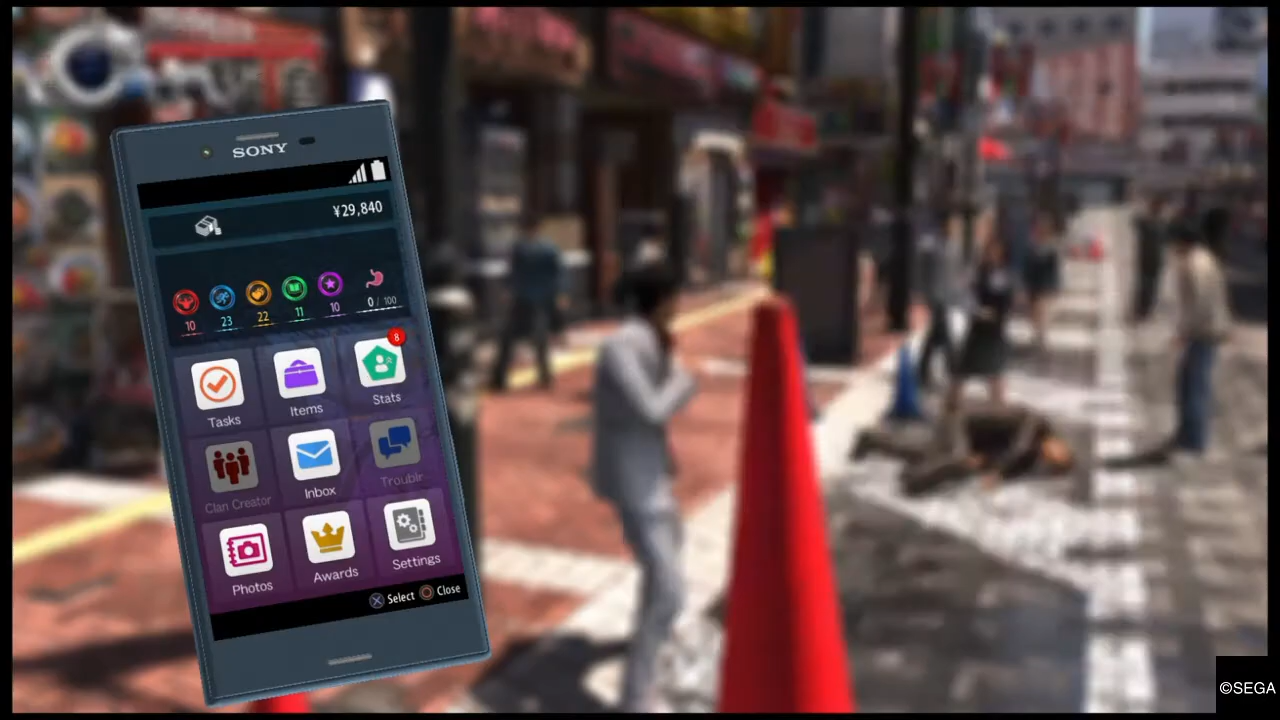 SONY
¥29,840
10 23 22 11 10 0 / 100
8
Tasks Items Stats
Clan Creator Inbox Troublr
Photos Awards Settings
Select Close
©SEGA